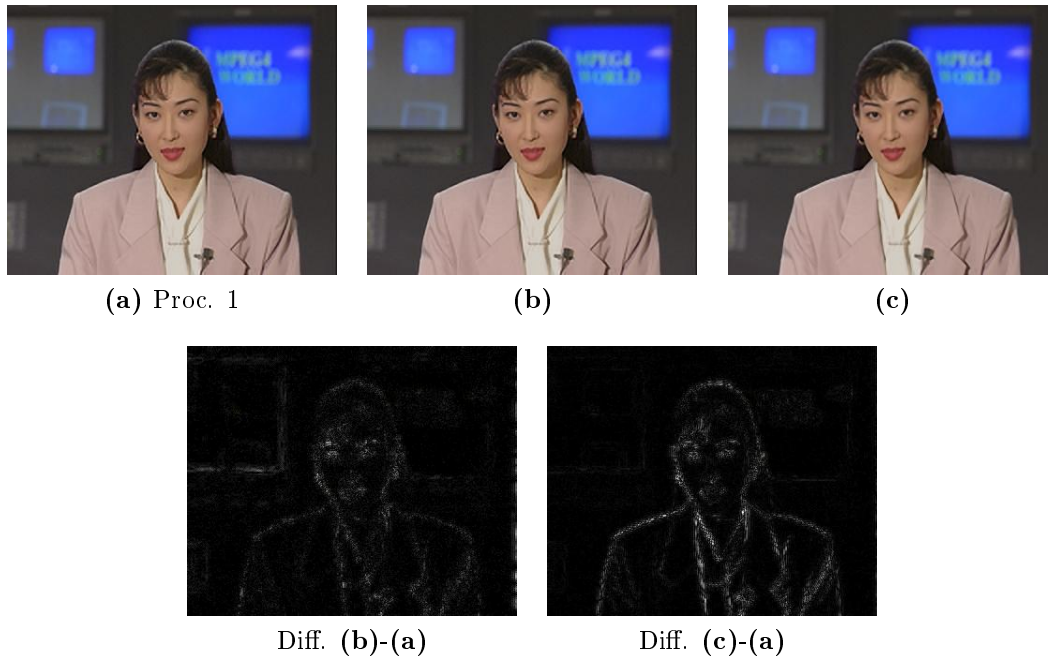 MPEG4
WORLD
MPEG4
WORLD
MPEG4
WORLD
(a) Proc. 1
(b)
(c)
Diff. (b)-(a)
Diff. (c)-(a)